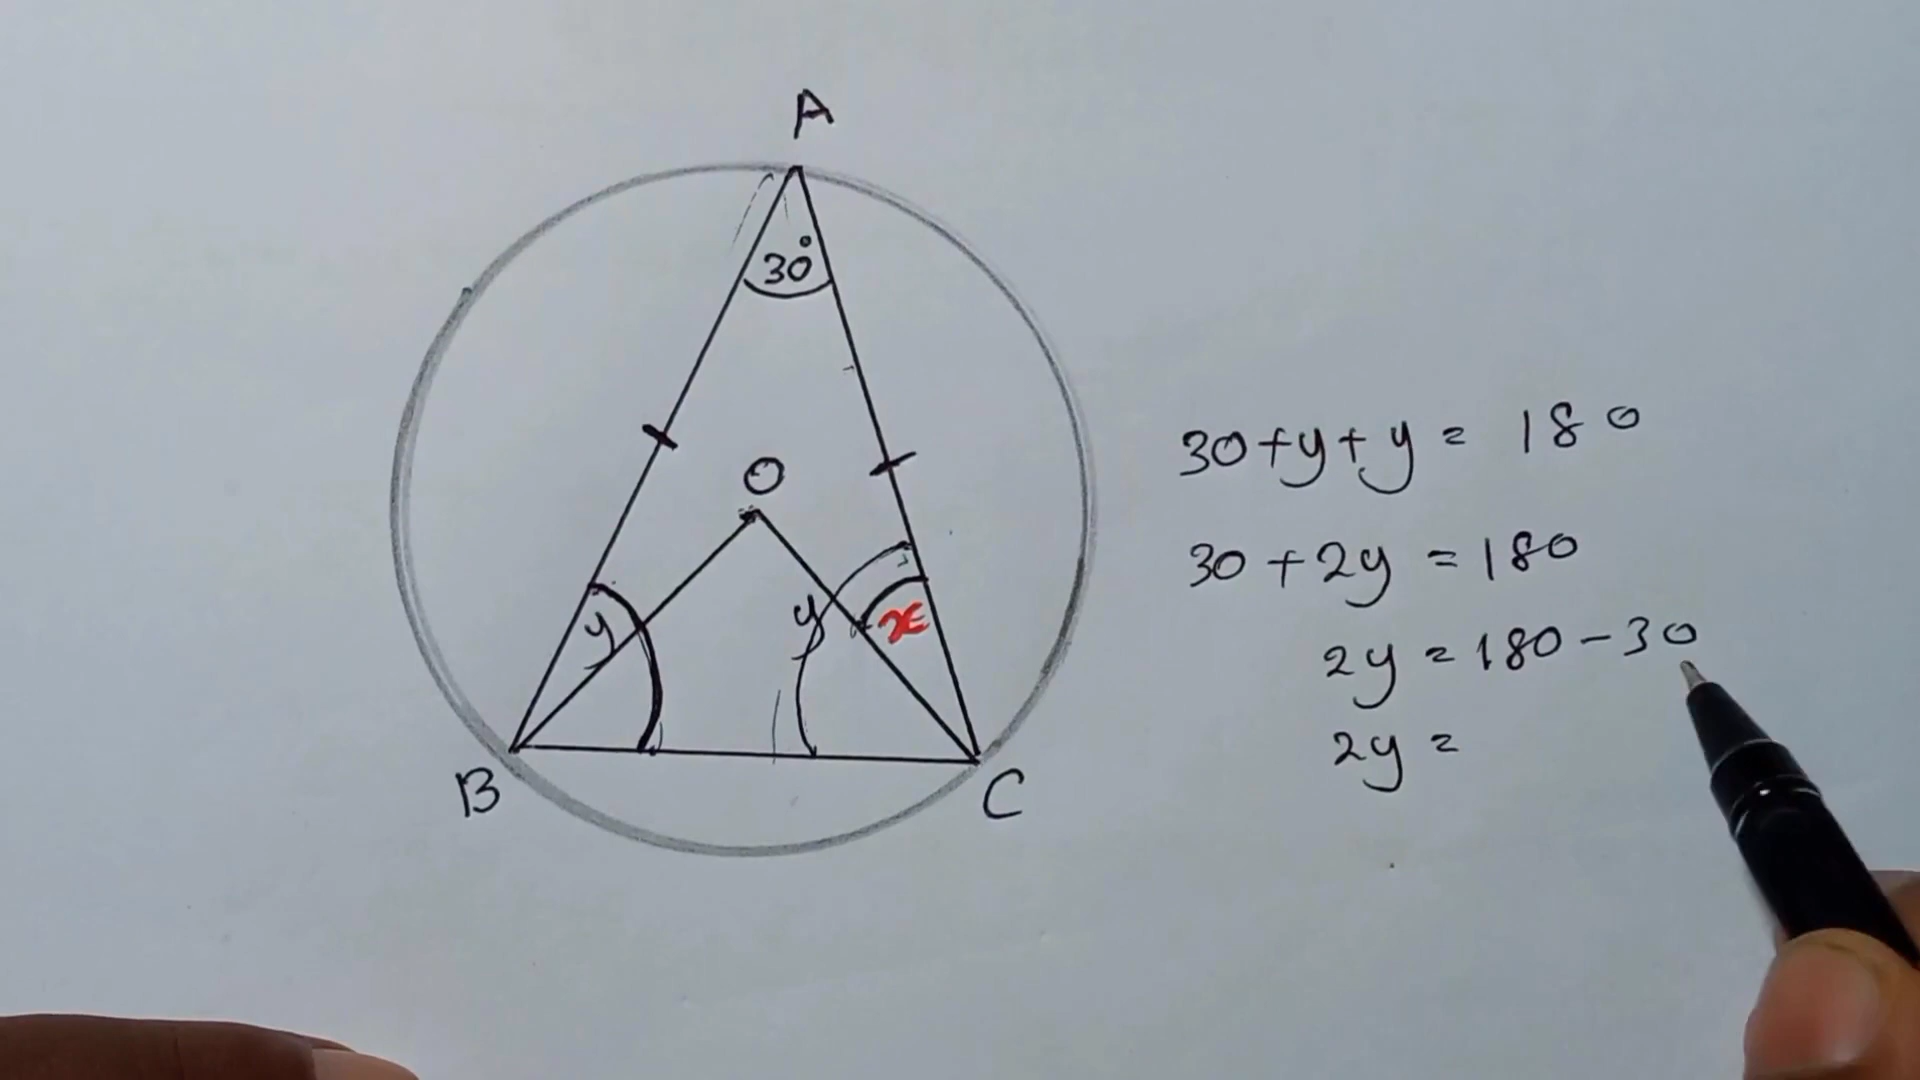 A
30°
O
y
y
x
B
C
30+y+y = 180
30 + 2y = 180
2y = 180 - 30
2y =